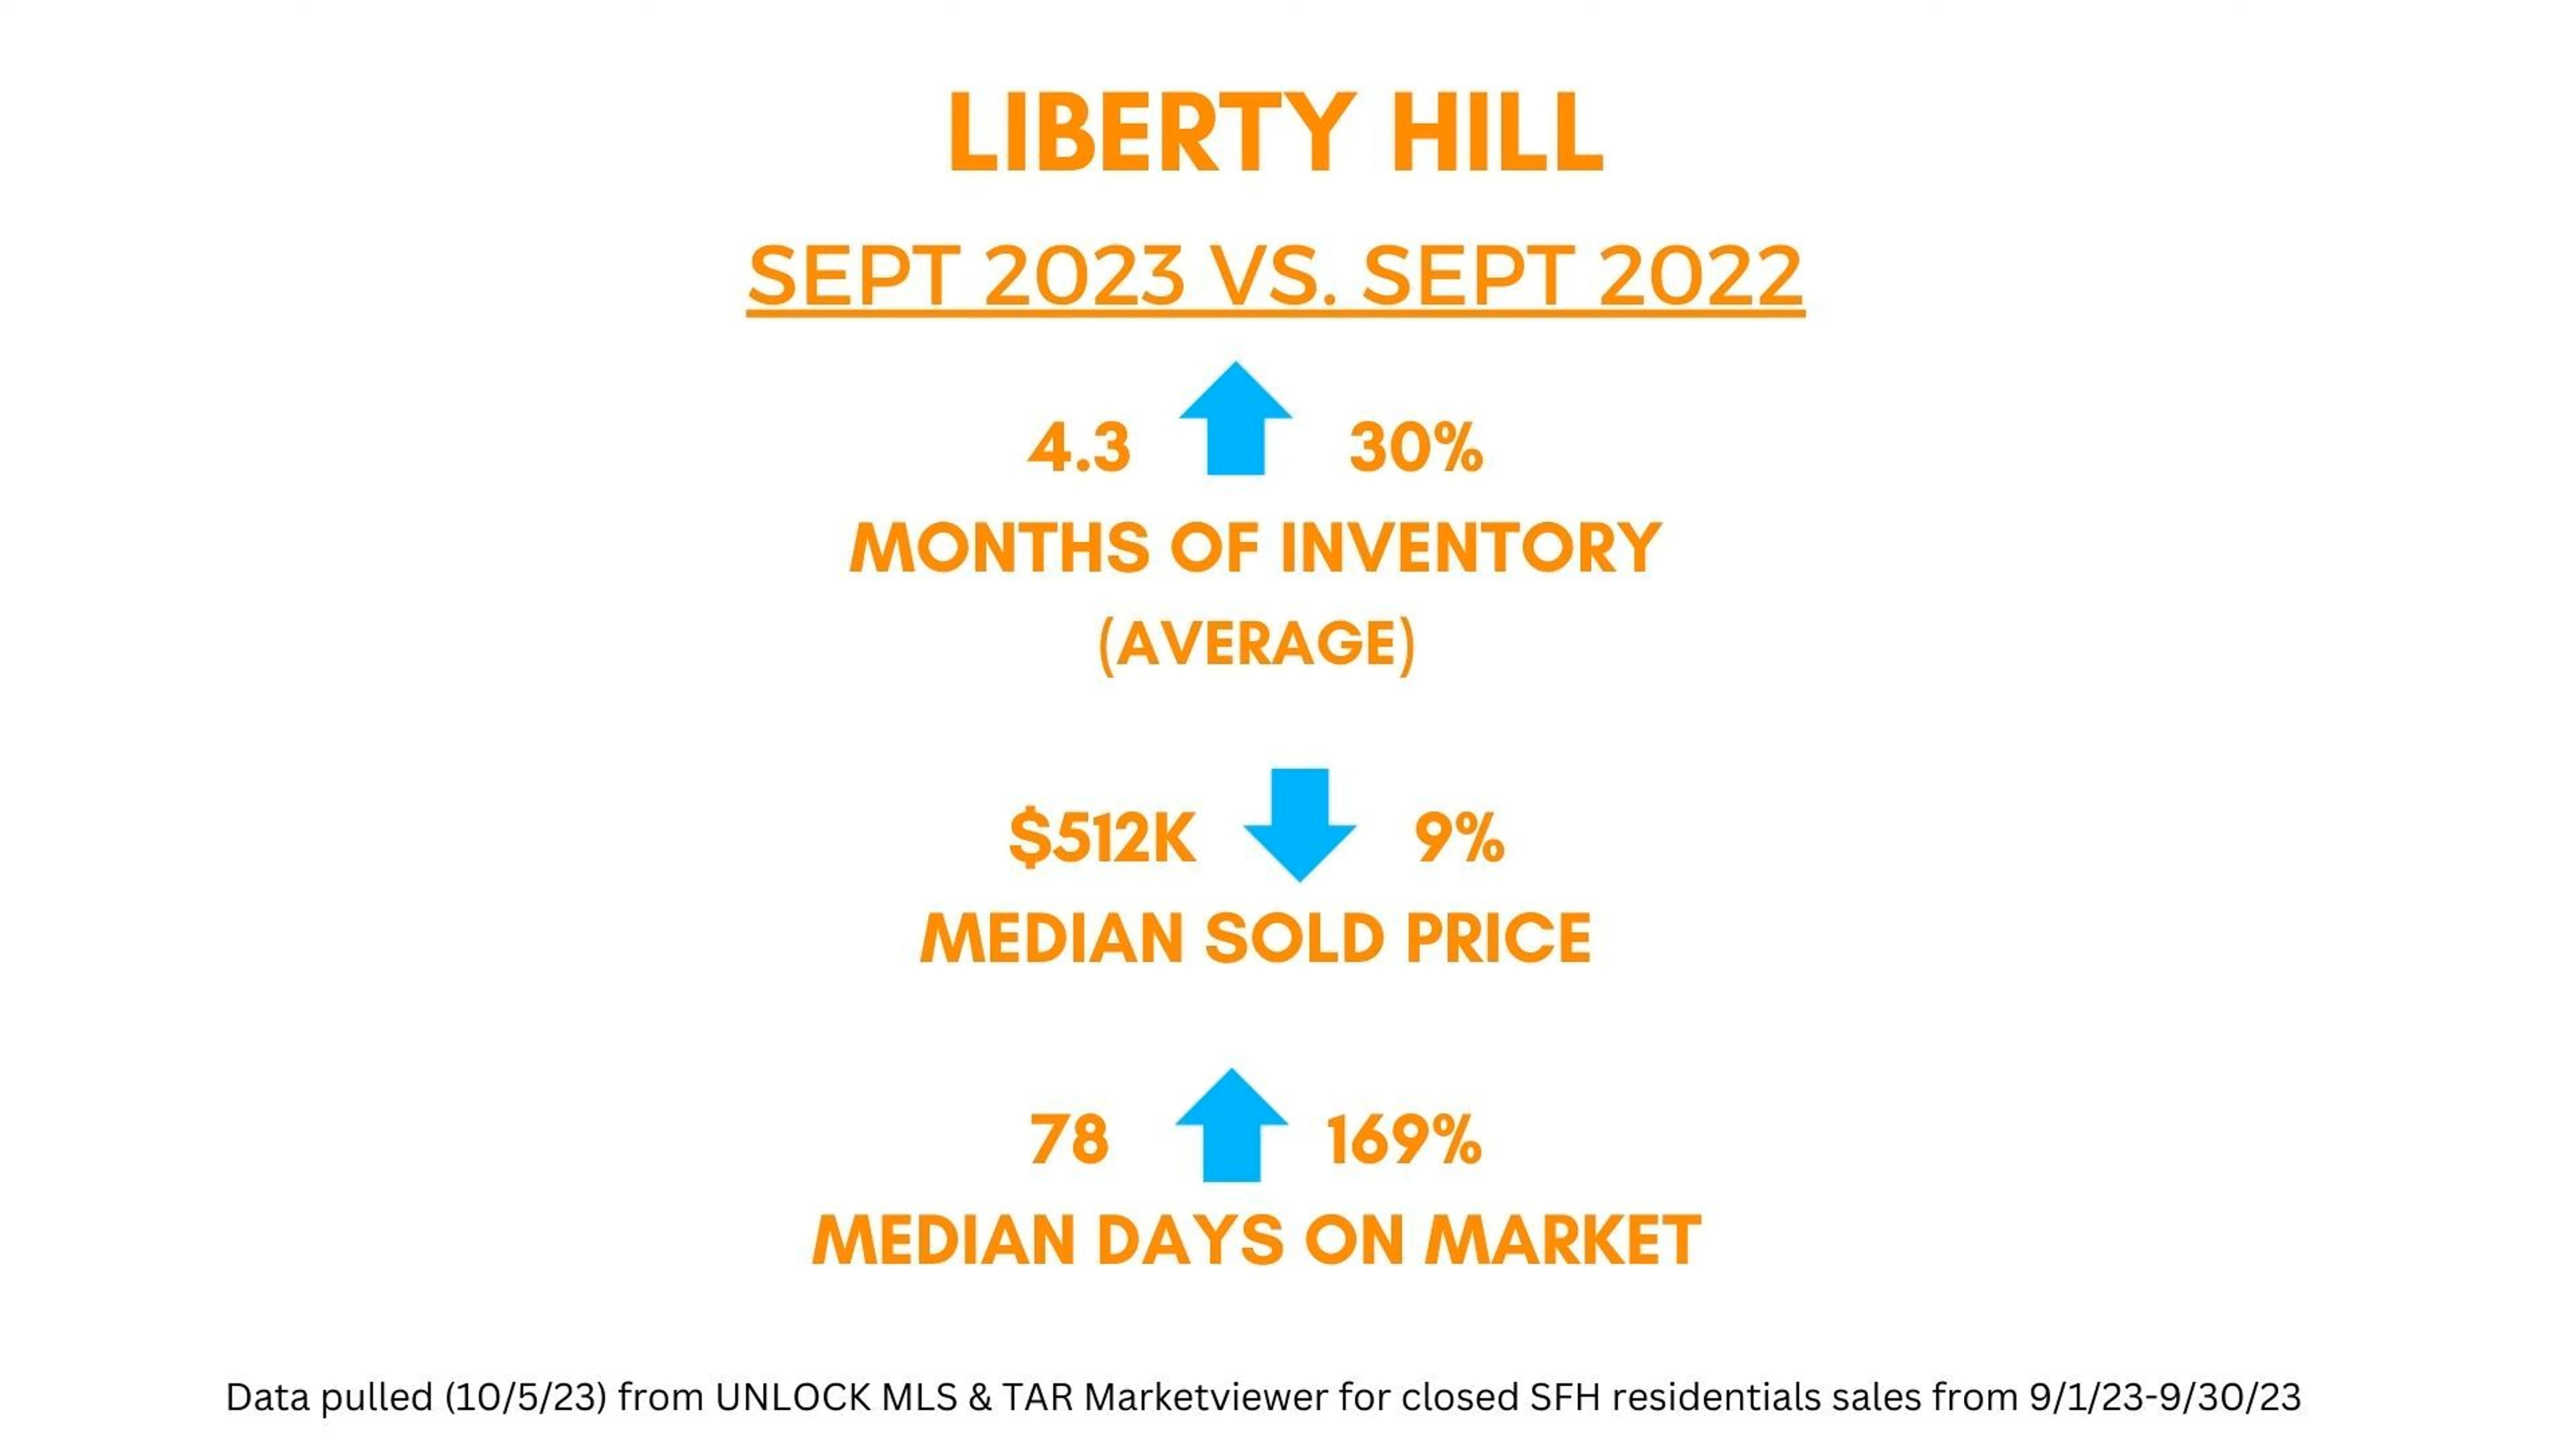 LIBERTY HILL
SEPT 2023 VS. SEPT 2022
4.3 30%
MONTHS OF INVENTORY
(AVERAGE)
$512K 9%
MEDIAN SOLD PRICE
78 169%
MEDIAN DAYS ON MARKET
Data pulled (10/5/23) from UNLOCK MLS & TAR Marketviewer for closed SFH residentials sales from 9/1/23-9/30/23